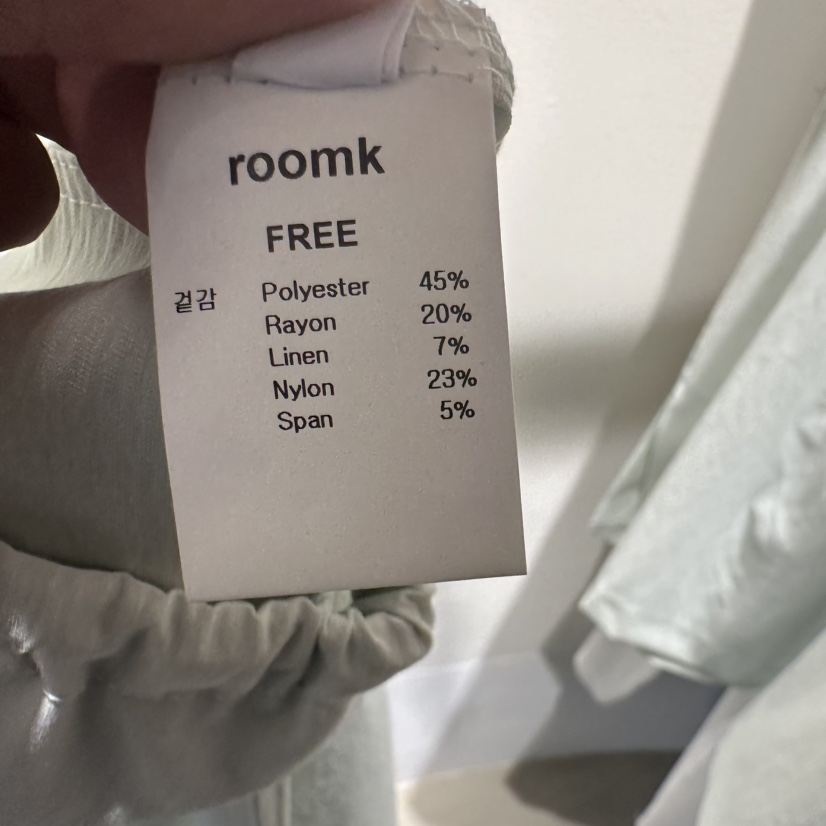 roomk
FREE
겉감 Polyester 45%
Rayon 20%
Linen 7%
Nylon 23%
Span 5%